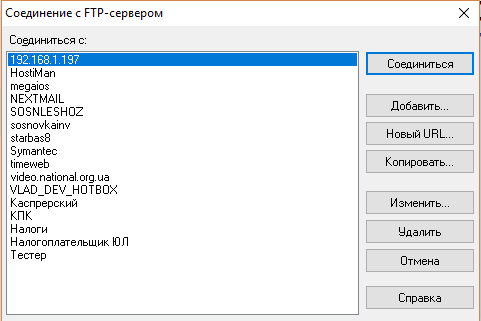 Соединение с FTP-сервером
Соединиться с:
192.168.1.197
HostiMan
megaios
NEXTMAIL
SOSNLESHOZ
sosnovkainv
starbas8
Symantec
timeweb
video.national.org.ua
VLAD_DEV_HOTBOX
Каспрерский
КПК
Налоги
Налогоплательщик ЮЛ
Тестер
Соединиться
Добавить...
Новый URL...
Копировать...
Изменить...
Удалить
Отмена
Справка